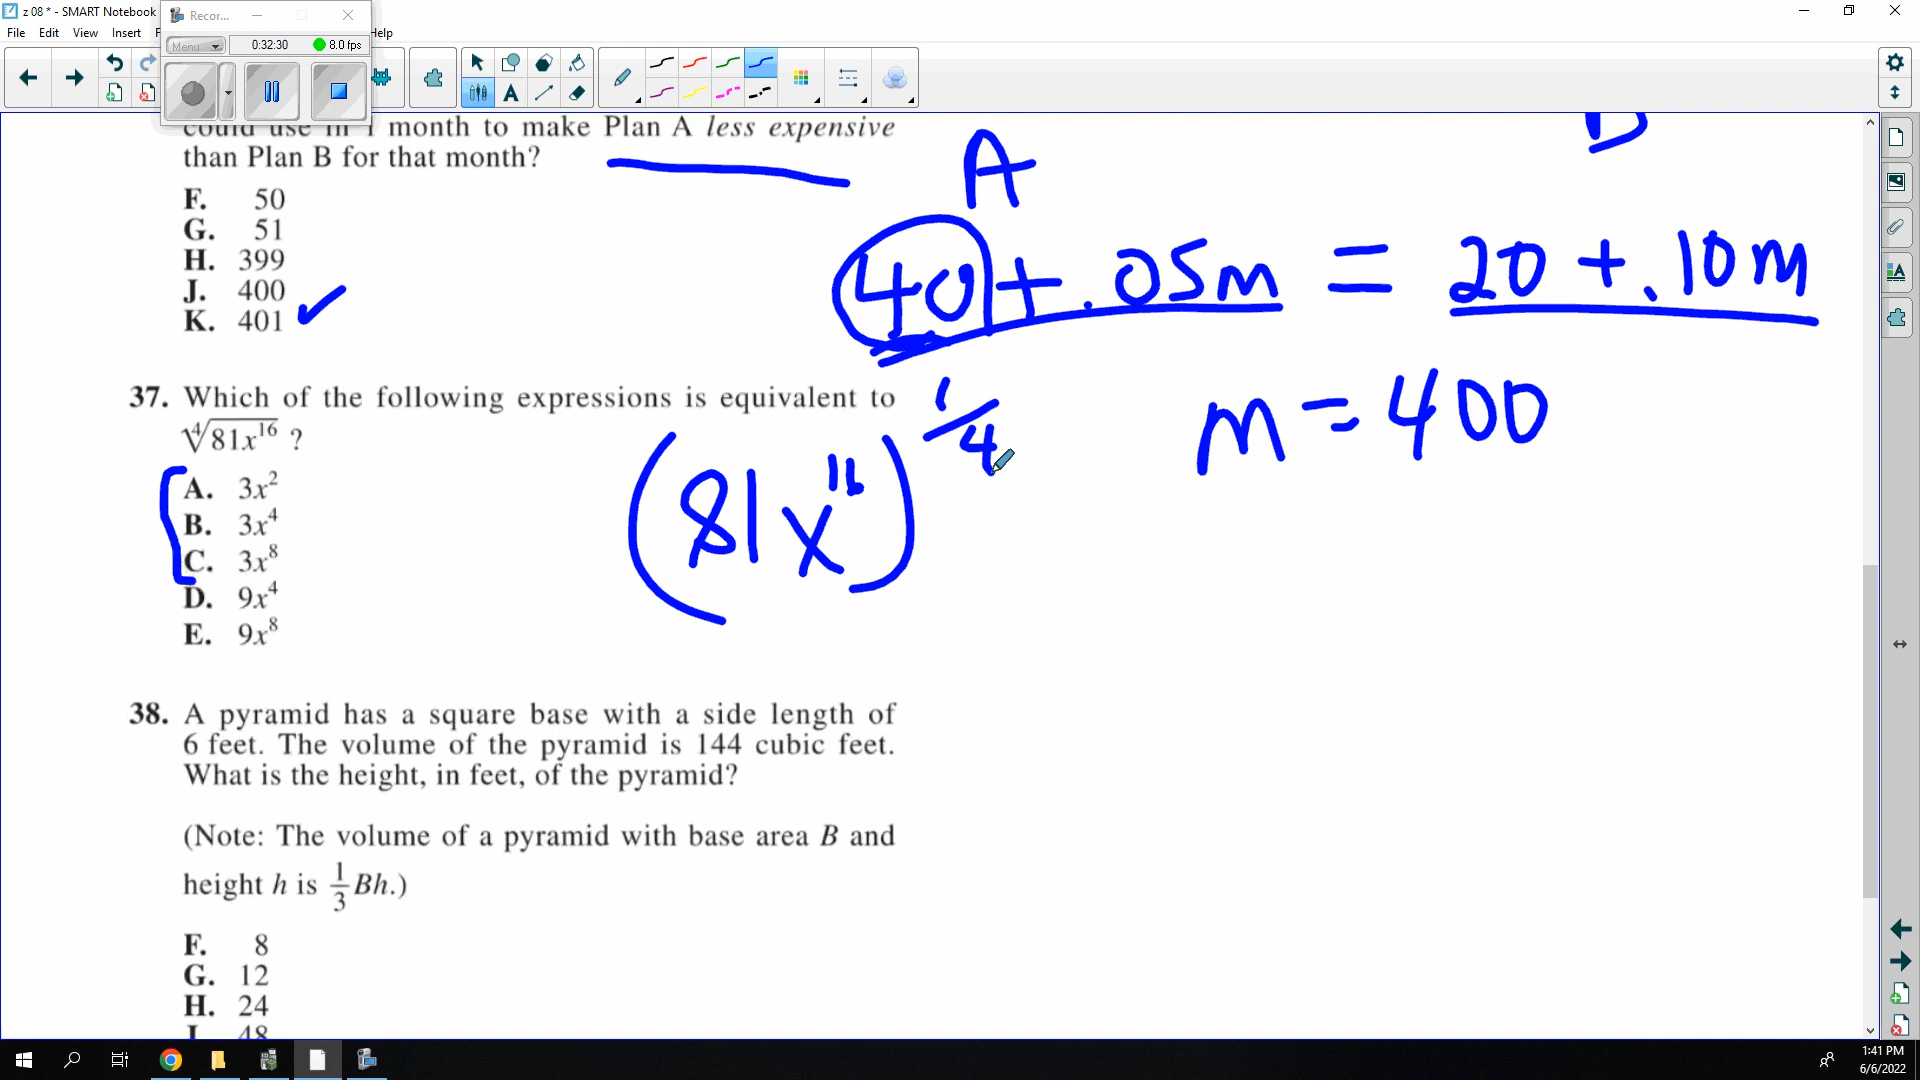 z 08 * - SMART Notebook
Recor...
File Edit View Insert
Help
Menu
0:32:30
8.0 fps
could use in 1 month to make Plan A less expensive
than Plan B for that month?
F. 50
G. 51
H. 399
J. 400
K. 401 ✓
A
B
40 + .05m = 20 + .10m
m = 400
37. Which of the following expressions is equivalent to
∜81x¹⁶ ?
A. 3x²
B. 3x⁴
C. 3x⁸
D. 9x⁴
E. 9x⁸
(81x¹⁶)^1/4
38. A pyramid has a square base with a side length of
6 feet. The volume of the pyramid is 144 cubic feet.
What is the height, in feet, of the pyramid?
(Note: The volume of a pyramid with base area B and
height h is 1/3 Bh.)
F. 8
G. 12
H. 24
J. 48
1:41 PM
6/6/2022